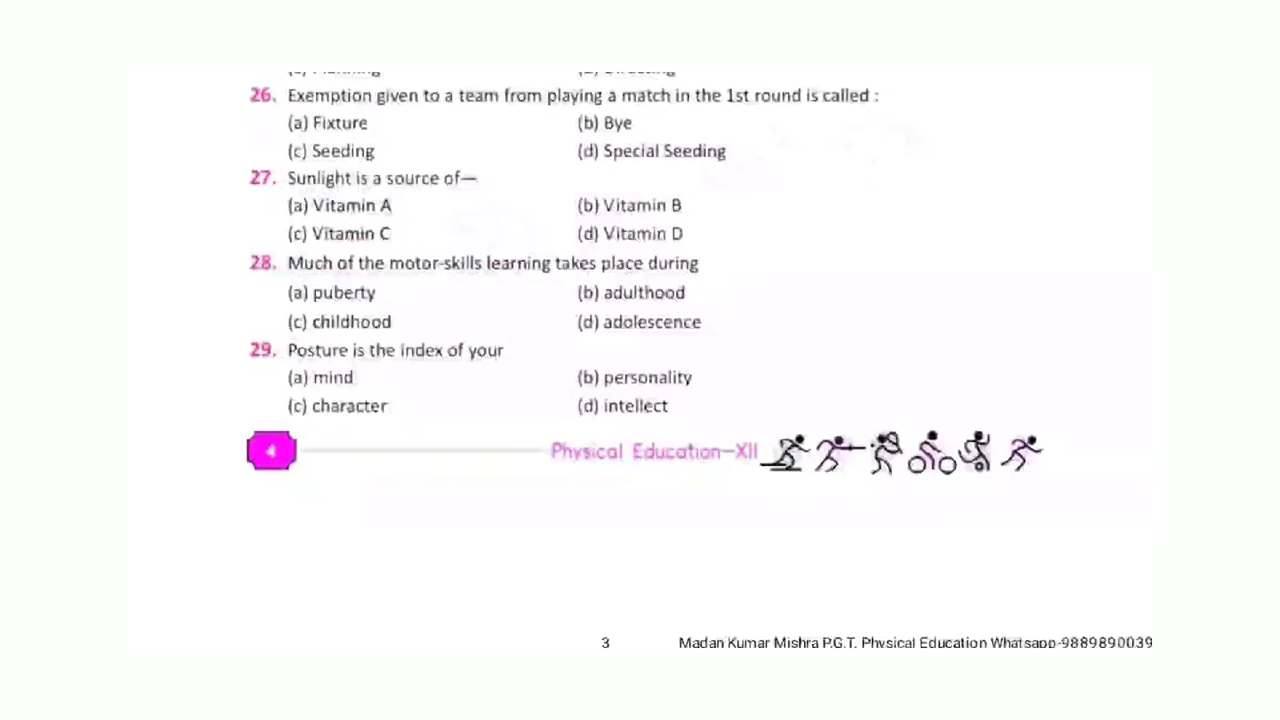 26. Exemption given to a team from playing a match in the 1st round is called :
(a) Fixture (b) Bye
(c) Seeding (d) Special Seeding
27. Sunlight is a source of—
(a) Vitamin A (b) Vitamin B
(c) Vitamin C (d) Vitamin D
28. Much of the motor-skills learning takes place during
(a) puberty (b) adulthood
(c) childhood (d) adolescence
29. Posture is the index of your
(a) mind (b) personality
(c) character (d) intellect
4 Physical Education–XII
3 Madan Kumar Mishra P.G.T. Physical Education Whatsapp-9889890039